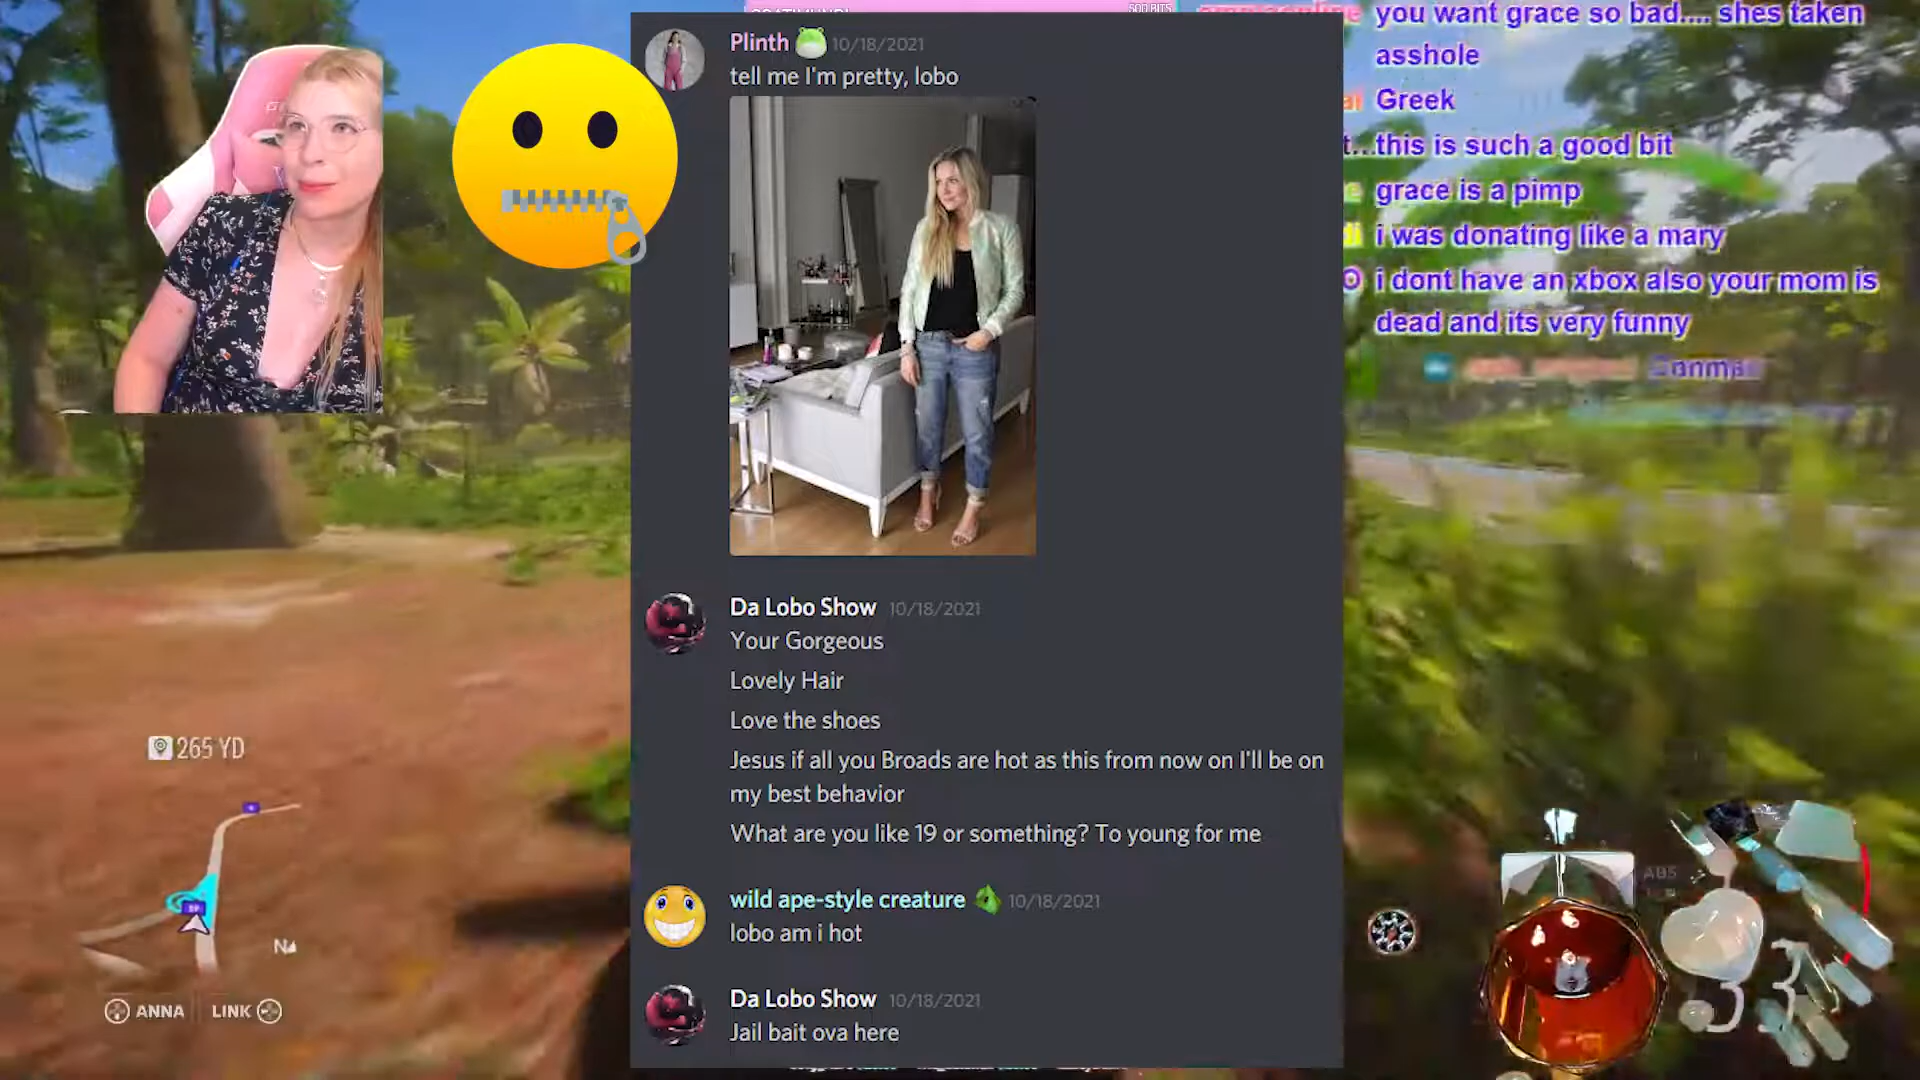 500 BITS
Plinth 10/18/2021
tell me I'm pretty, lobo
Da Lobo Show 10/18/2021
Your Gorgeous
Lovely Hair
Love the shoes
Jesus if all you Broads are hot as this from now on I'll be on
my best behavior
What are you like 19 or something? To young for me
wild ape-style creature 10/18/2021
lobo am i hot
Da Lobo Show 10/18/2021
Jail bait ova here
you want grace so bad.... shes taken
asshole
Greek
this is such a good bit
grace is a pimp
i was donating like a mary
i dont have an xbox also your mom is
dead and its very funny
265 YD
N
ANNA
LINK
ABS
33